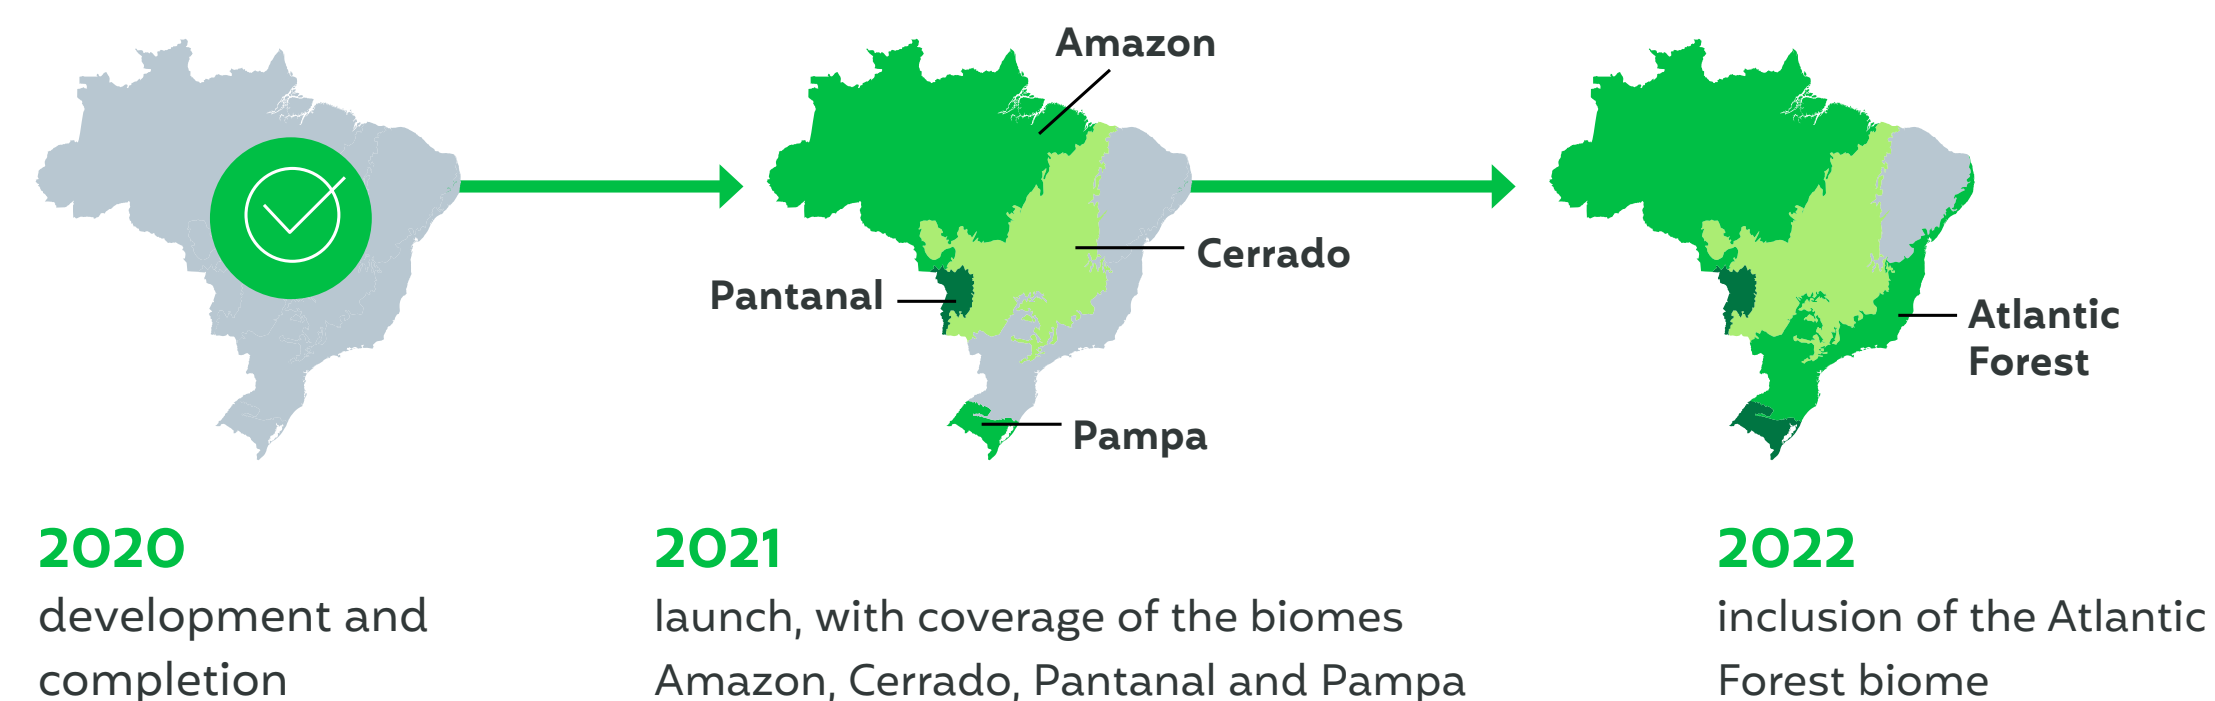 Amazon
Cerrado
Pantanal
Pampa
Atlantic
Forest
2020
development and
completion
2021
launch, with coverage of the biomes
Amazon, Cerrado, Pantanal and Pampa
2022
inclusion of the Atlantic
Forest biome